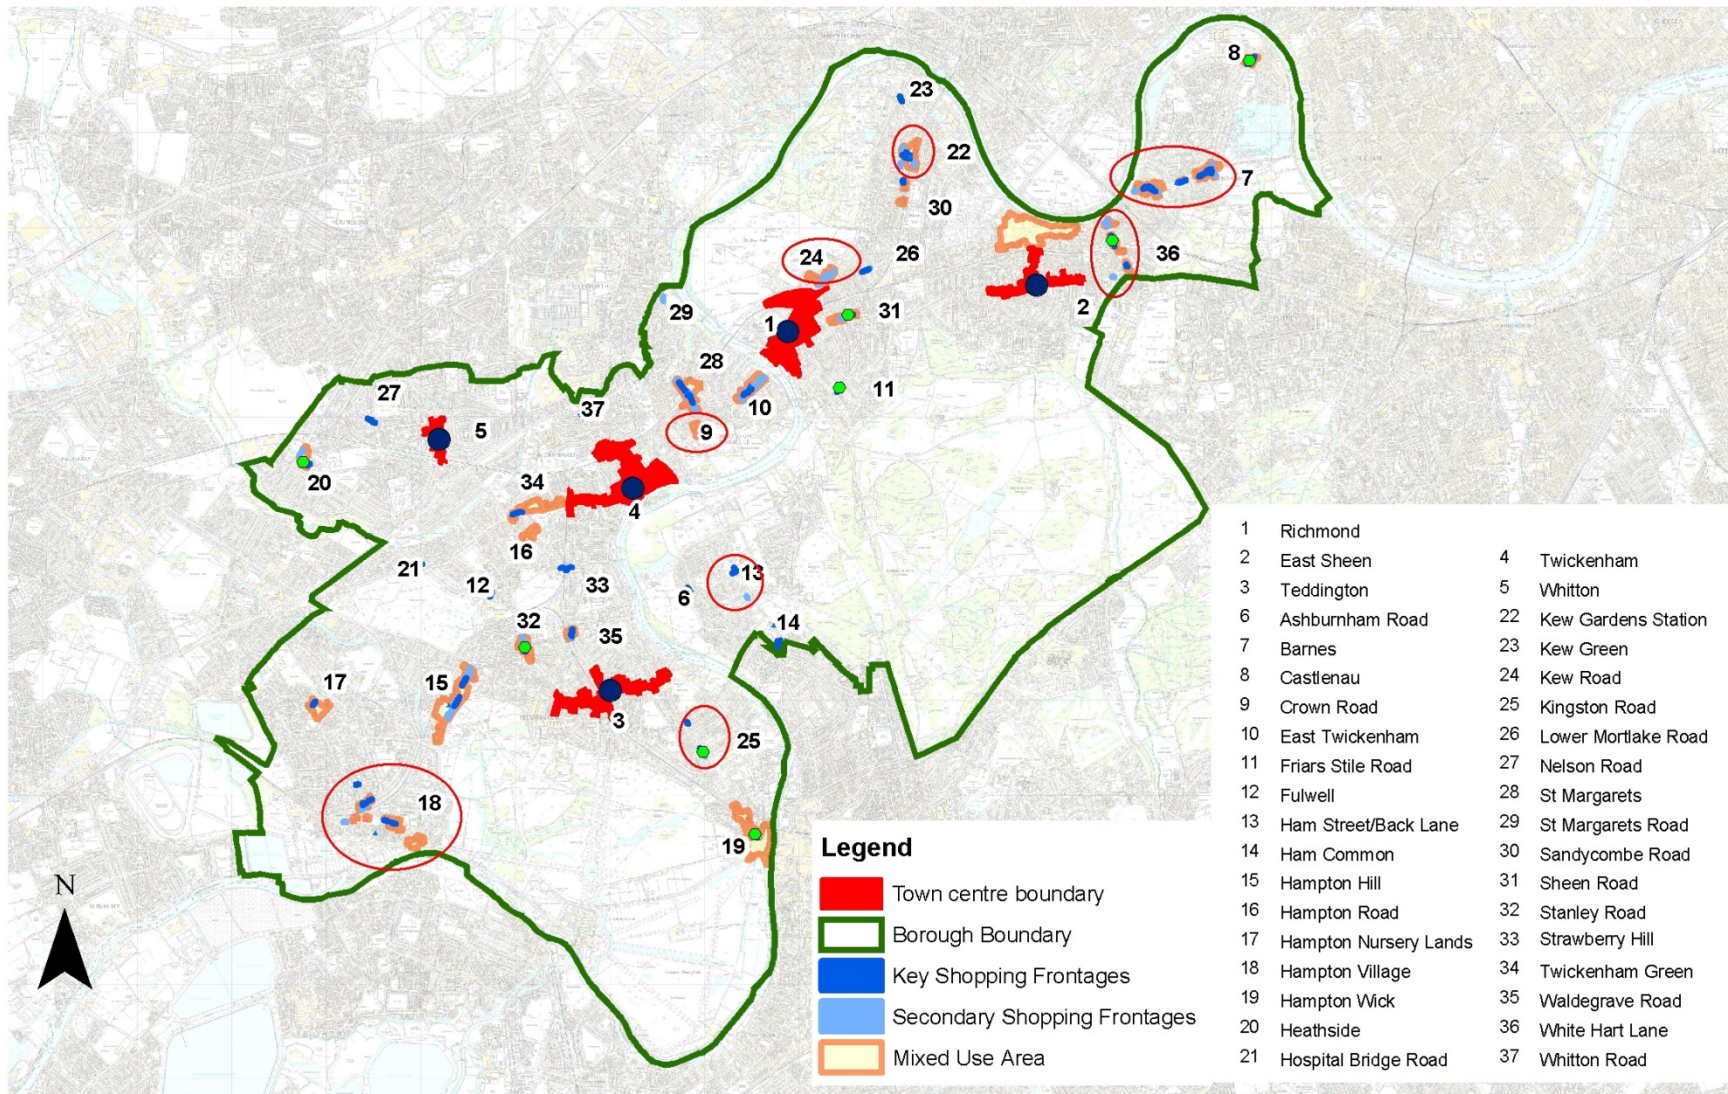 8
23
22
7
30
36
24
26
2
29
31
1
28
11
10
27
37
5
9
20
34
4
16
21
13
12
33
6
14
32
35
17
15
3
25
18
19
N
Legend
Town centre boundary
Borough Boundary
Key Shopping Frontages
Secondary Shopping Frontages
Mixed Use Area
1 Richmond
2 East Sheen
3 Teddington
6 Ashburnham Road
7 Barnes
8 Castlenau
9 Crown Road
10 East Twickenham
11 Friars Stile Road
12 Fulwell
13 Ham Street/Back Lane
14 Ham Common
15 Hampton Hill
16 Hampton Road
17 Hampton Nursery Lands
18 Hampton Village
19 Hampton Wick
20 Heathside
21 Hospital Bridge Road
4 Twickenham
5 Whitton
22 Kew Gardens Station
23 Kew Green
24 Kew Road
25 Kingston Road
26 Lower Mortlake Road
27 Nelson Road
28 St Margarets
29 St Margarets Road
30 Sandycombe Road
31 Sheen Road
32 Stanley Road
33 Strawberry Hill
34 Twickenham Green
35 Waldegrave Road
36 White Hart Lane
37 Whitton Road